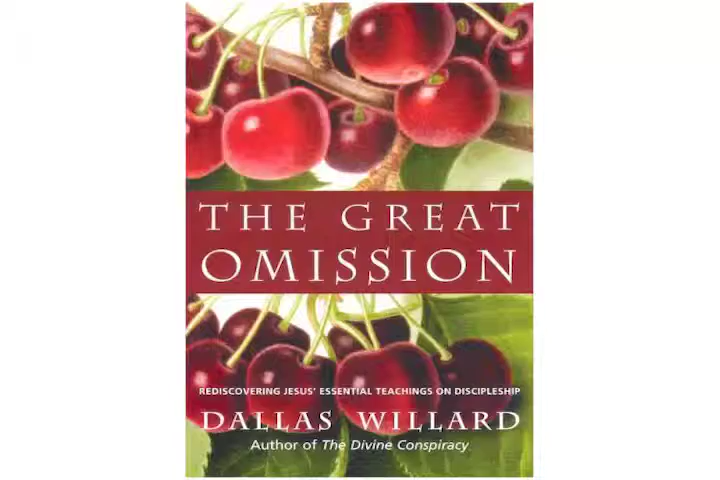 THE GREAT
OMISSION
REDISCOVERING JESUS' ESSENTIAL TEACHINGS ON DISCIPLESHIP
DALLAS WILLARD
Author of The Divine Conspiracy